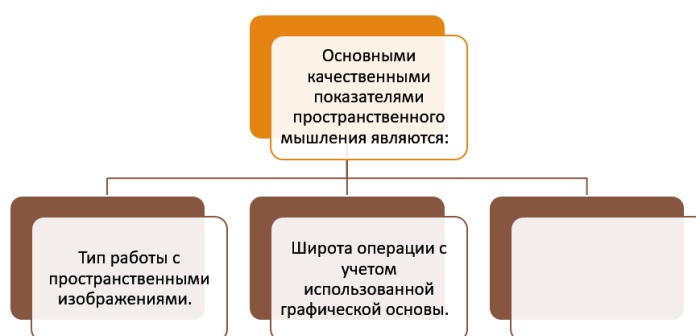 Основными
качественными
показателями
пространственного
мышления являются:
Тип работы с
пространственными
изображениями.
Широта операции с
учетом
использованной
графической основы.